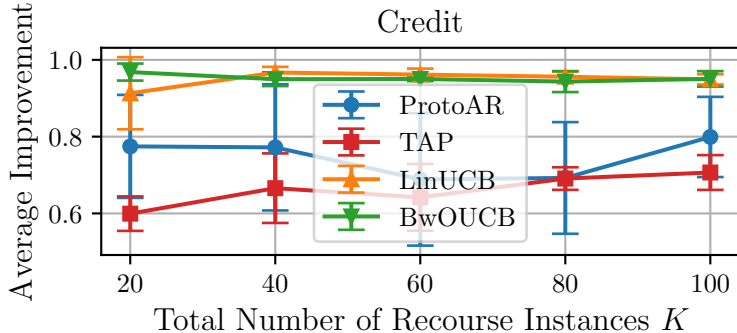 Credit
Average Improvement
1.0
0.8
0.6
ProtoAR
TAP
LinUCB
BwOUCB
20 40 60 80 100
Total Number of Recourse Instances K